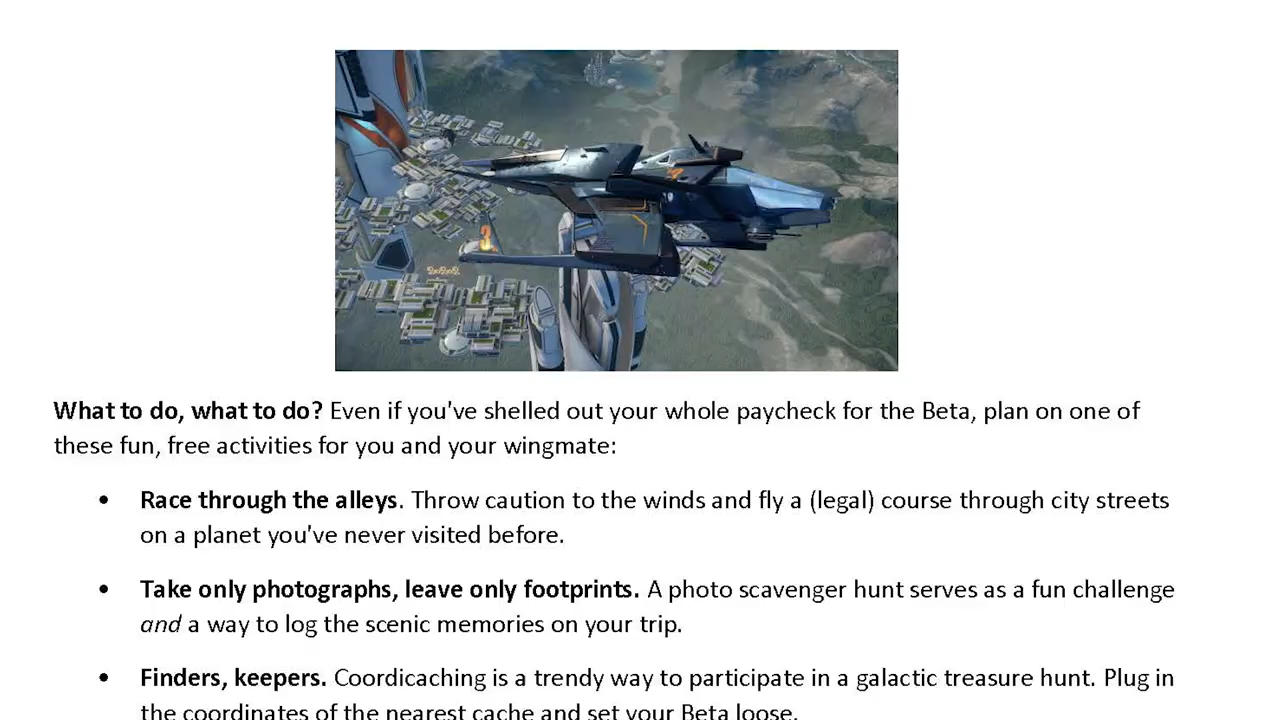 What to do, what to do? Even if you've shelled out your whole paycheck for the Beta, plan on one of
these fun, free activities for you and your wingmate:
• Race through the alleys. Throw caution to the winds and fly a (legal) course through city streets
on a planet you've never visited before.
• Take only photographs, leave only footprints. A photo scavenger hunt serves as a fun challenge
and a way to log the scenic memories on your trip.
• Finders, keepers. Coordicaching is a trendy way to participate in a galactic treasure hunt. Plug in
the coordinates of the nearest cache and set your Beta loose.